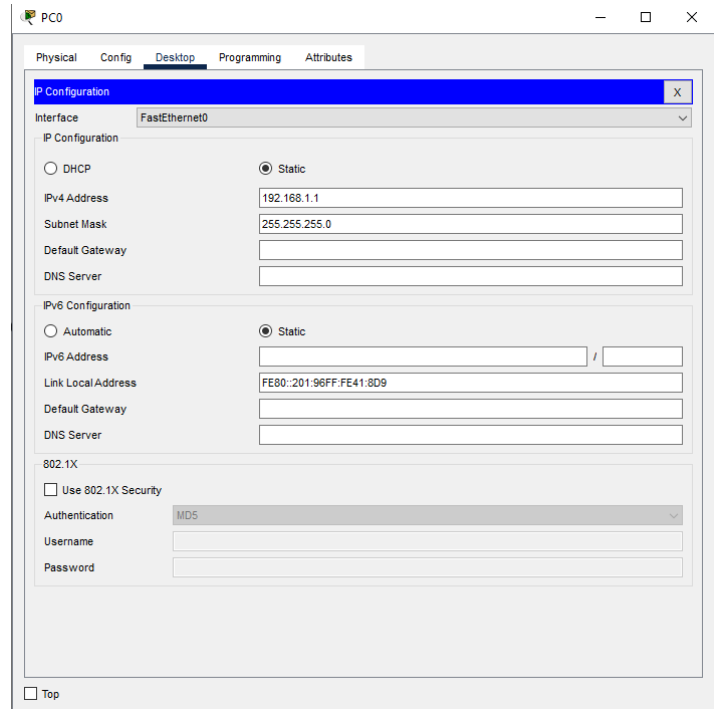 PC0
Physical Config Desktop Programming Attributes
IP Configuration X
Interface FastEthernet0
IP Configuration
DHCP Static
IPv4 Address 192.168.1.1
Subnet Mask 255.255.255.0
Default Gateway
DNS Server
IPv6 Configuration
Automatic Static
IPv6 Address /
Link Local Address FE80::201:96FF:FE41:8D9
Default Gateway
DNS Server
802.1X
Use 802.1X Security
Authentication MD5
Username
Password
Top